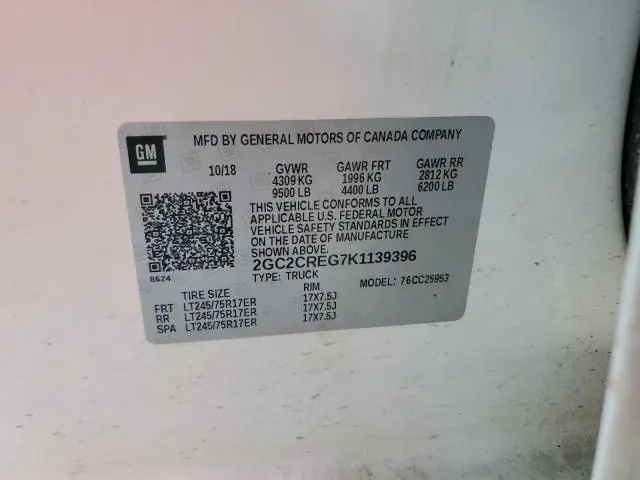 GM
MFD BY GENERAL MOTORS OF CANADA COMPANY
10/18 GVWR GAWR FRT GAWR RR
4309 KG 1996 KG 2812 KG
9500 LB 4400 LB 6200 LB
THIS VEHICLE CONFORMS TO ALL
APPLICABLE U.S. FEDERAL MOTOR
VEHICLE SAFETY STANDARDS IN EFFECT
ON THE DATE OF MANUFACTURE
SHOWN ABOVE.
2GC2CREG7K1139396
8624 TYPE: TRUCK MODEL: 76CC25953
TIRE SIZE RIM
FRT LT245/75R17ER 17X7.5J
RR LT245/75R17ER 17X7.5J
SPA LT245/75R17ER 17X7.5J